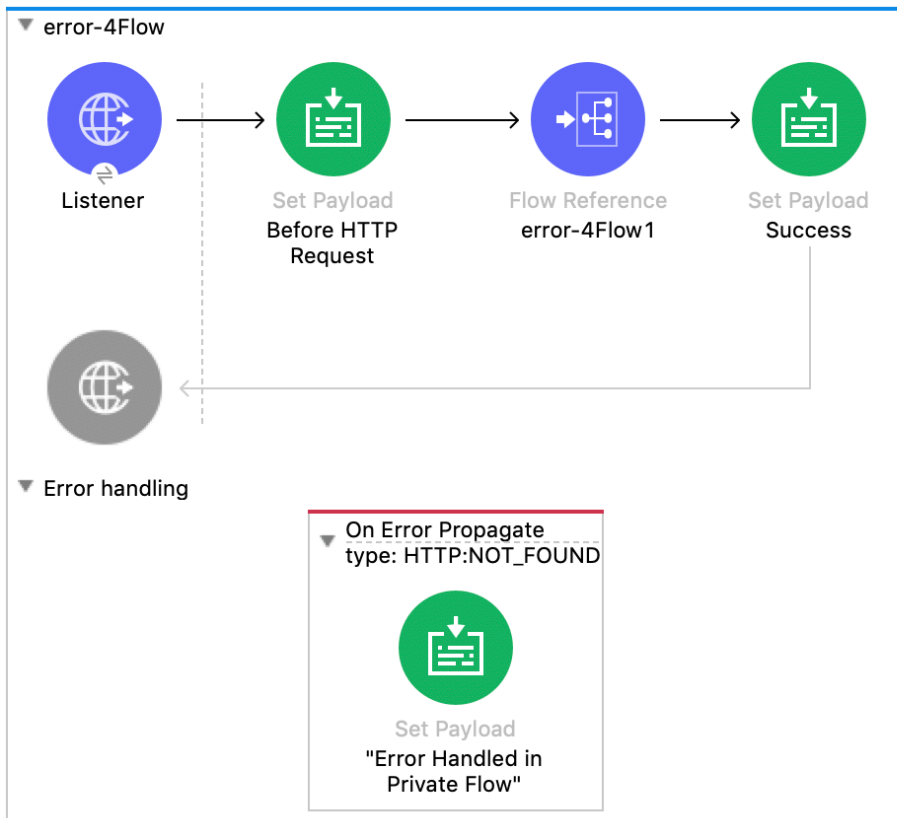 error-4Flow
Listener
Set Payload
Before HTTP
Request
Flow Reference
error-4Flow1
Set Payload
Success
Error handling
On Error Propagate
type: HTTP:NOT_FOUND
Set Payload
"Error Handled in
Private Flow"